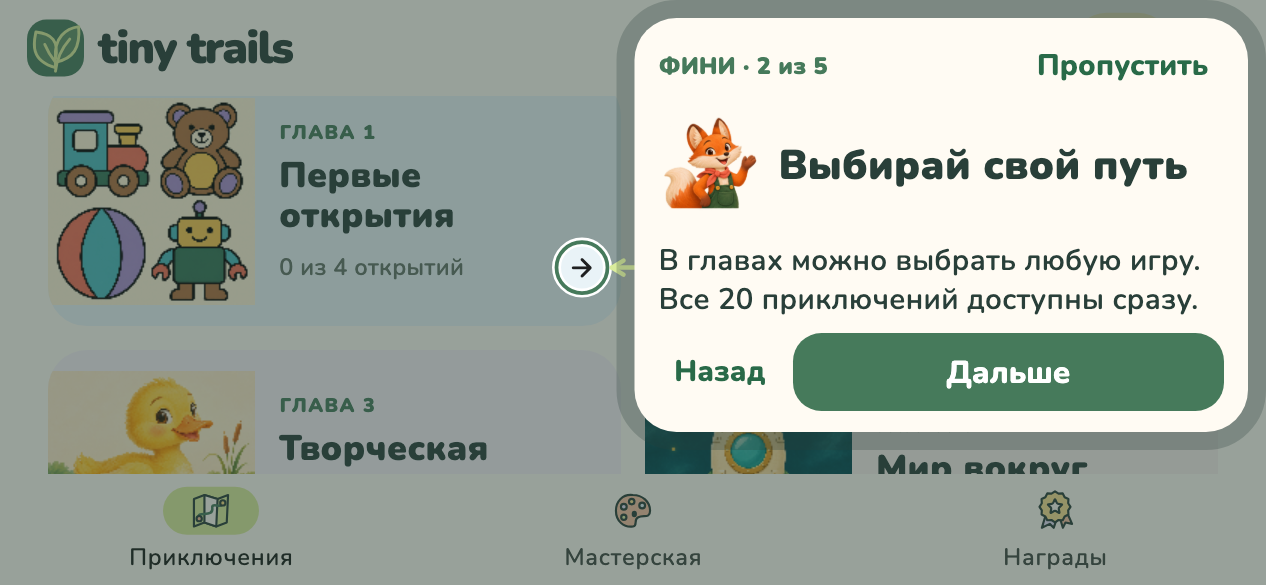 tiny trails
ГЛАВА 1
Первые
открытия
0 из 4 открытий
ГЛАВА 3
Творческая
ФИНИ · 2 из 5
Пропустить
Выбирай свой путь
В главах можно выбрать любую игру.
Все 20 приключений доступны сразу.
Назад
Дальше
Мир вокруг
Приключения
Мастерская
Награды